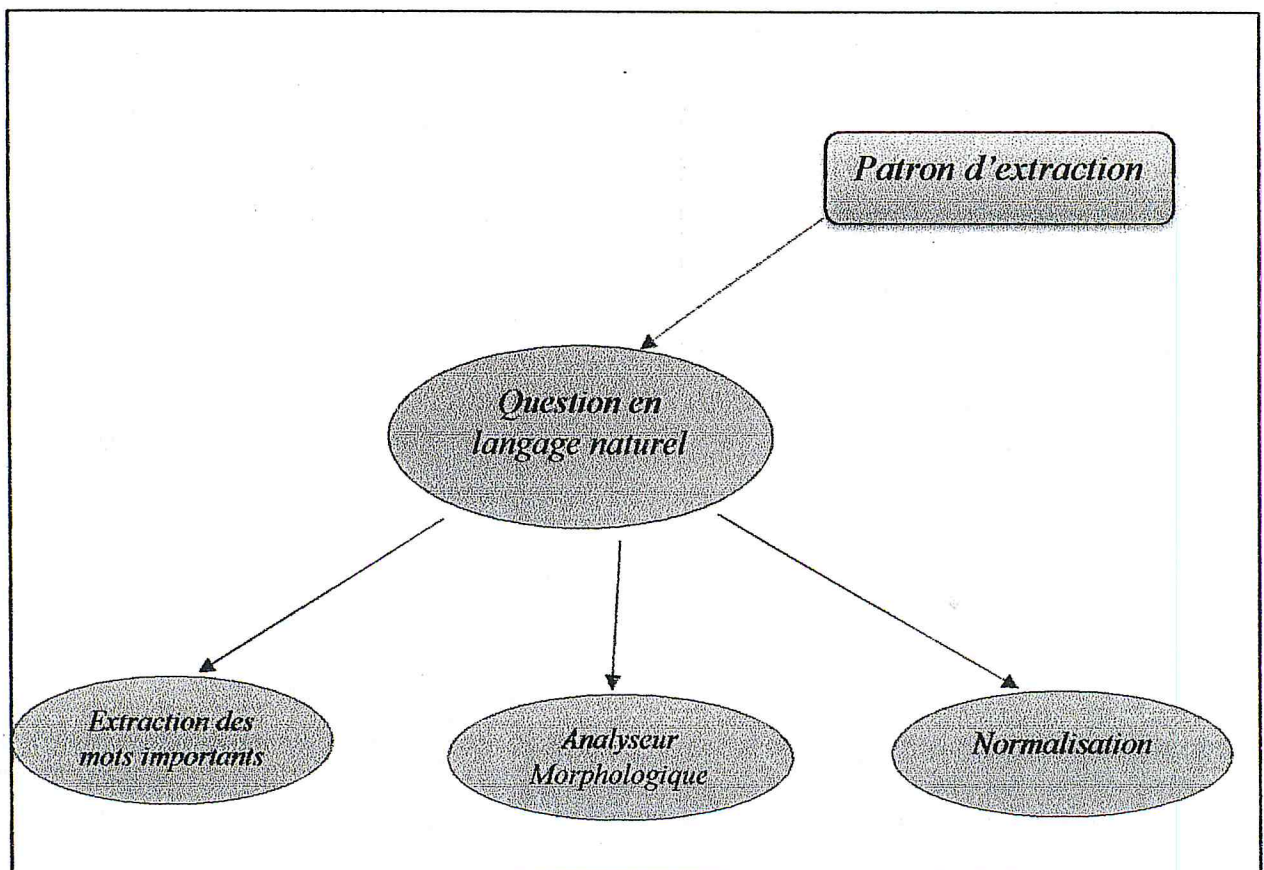 Patron d'extraction
Question en
langage naturel
Extraction des
mots importants
Analyseur
Morphologique
Normalisation